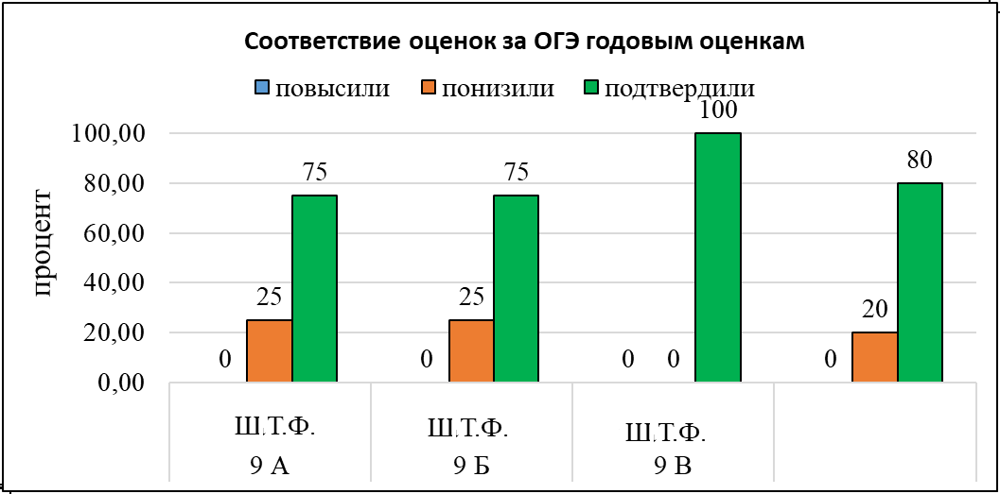 Соответствие оценок за ОГЭ годовым оценкам
повысили понизили подтвердили
процент
100,00
80,00
60,00
40,00
20,00
0,00
0 25 75
0 25 75
0 0 100
0 20 80
Ш.Т.Ф. Ш.Т.Ф. Ш.Т.Ф.
9 А 9 Б 9 В